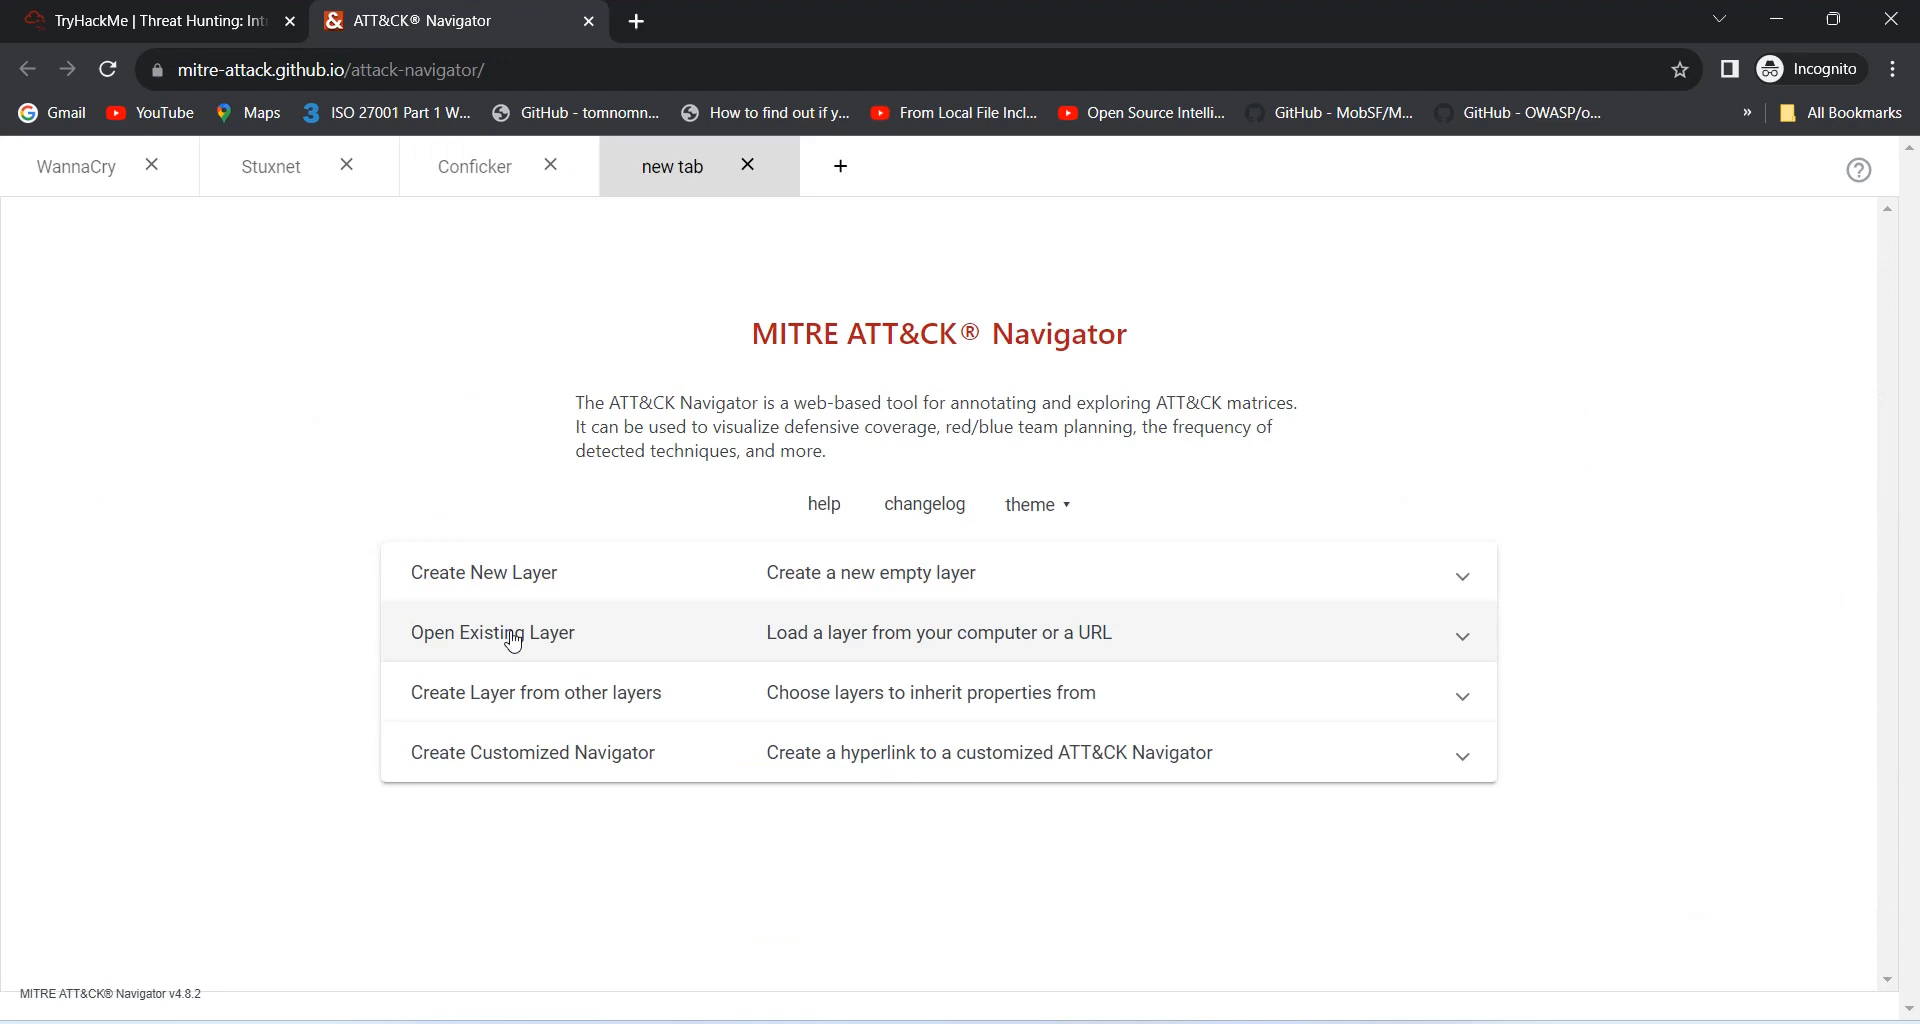 TryHackMe | Threat Hunting: Int
ATT&CK® Navigator
mitre-attack.github.io/attack-navigator/
Incognito
Gmail
YouTube
Maps
ISO 27001 Part 1 W...
GitHub - tomnomn...
How to find out if y...
From Local File Incl...
Open Source Intelli...
GitHub - MobSF/M...
GitHub - OWASP/o...
»
All Bookmarks
WannaCry
Stuxnet
Conficker
new tab
+
MITRE ATT&CK® Navigator
The ATT&CK Navigator is a web-based tool for annotating and exploring ATT&CK matrices.
It can be used to visualize defensive coverage, red/blue team planning, the frequency of
detected techniques, and more.
help changelog theme
Create New Layer Create a new empty layer
Open Existing Layer Load a layer from your computer or a URL
Create Layer from other layers Choose layers to inherit properties from
Create Customized Navigator Create a hyperlink to a customized ATT&CK Navigator
MITRE ATT&CK® Navigator v4.8.2